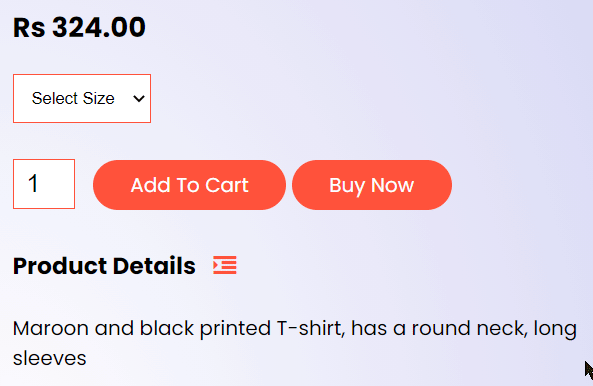 Rs 324.00
Select Size
1
Add To Cart Buy Now
Product Details
Maroon and black printed T-shirt, has a round neck, long
sleeves